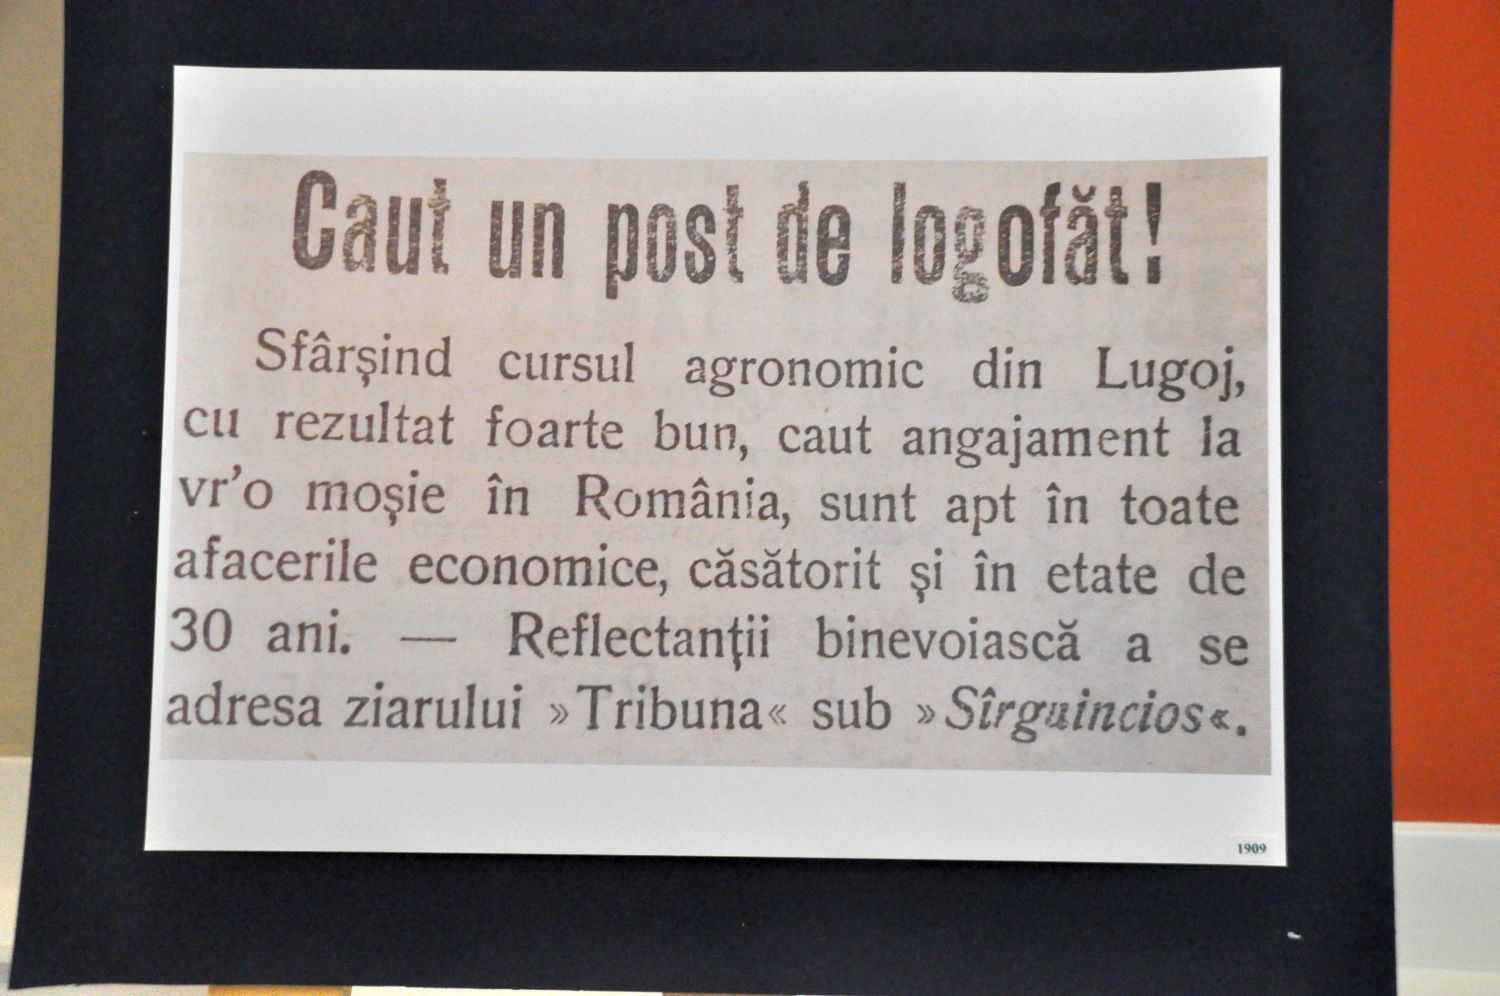 Caut un post de logofăt!
Sfârşind cursul agronomic din Lugoj,
cu rezultat foarte bun, caut angajament la
vr'o moşie în România, sunt apt în toate
afacerile economice, căsătorit şi în etate de
30 ani. — Reflectanţii binevoiască a se
adresa ziarului »Tribuna« sub »Sîrguincios«.
1909